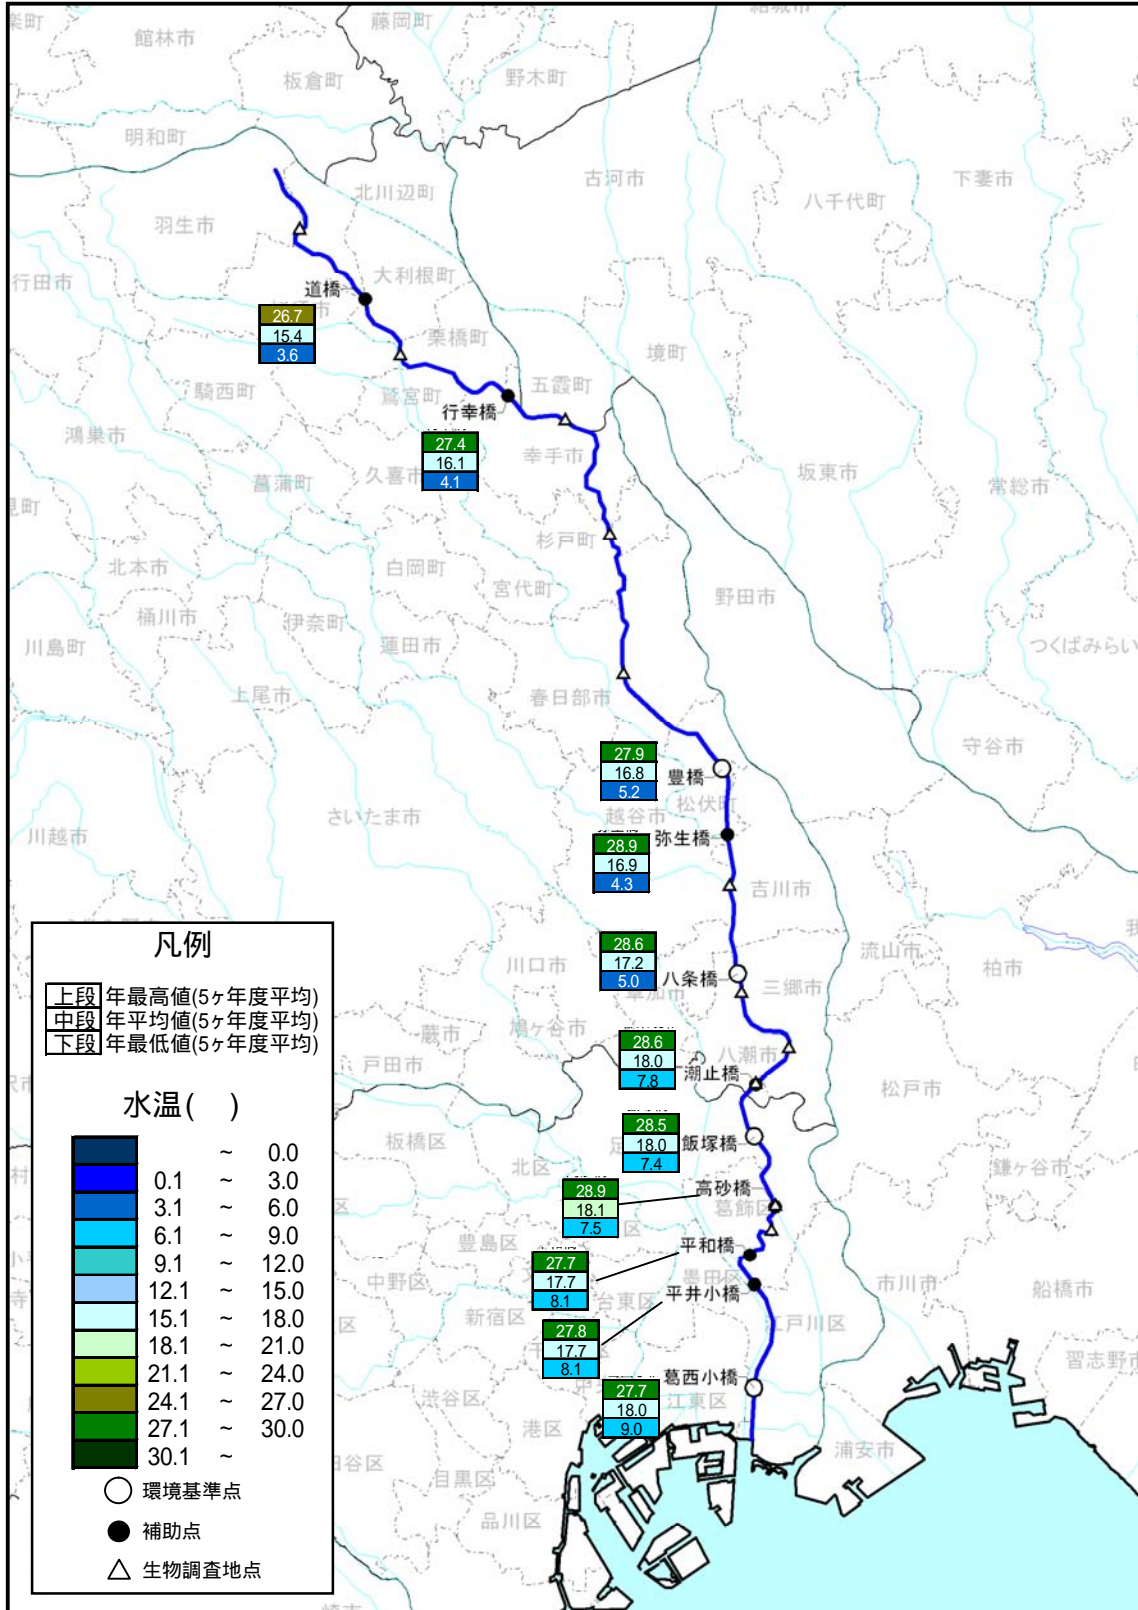 館林市
藤岡町
板倉町
野木町
明和町
古河市
下妻市
北川辺町
八千代町
羽生市
行田市
大利根町
道橋
26.7
15.4
3.6
栗橋町
境町
騎西町
鷲宮町
五霞町
行幸橋
鴻巣市
27.4
16.1
4.1
幸手市
久喜市
菖蒲町
坂東市
常総市
見町
杉戸町
北本市
白岡町
宮代町
野田市
桶川市
伊奈町
川島町
蓮田市
つくばみらい
上尾市
春日部市
守谷市
27.9
16.8
5.2
豊橋
松伏町
越谷市
さいたま市
川越市
弥生橋
28.9
16.9
4.3
吉川市
28.6
17.2
5.0
八条橋
流山市
柏市
川口市
草加市
三郷市
蕨市
鳩ヶ谷市
戸田市
28.6
18.0
7.8
八潮市
潮止橋
松戸市
28.5
18.0
7.4
飯塚橋
板橋区
北区
鎌ヶ谷市
28.9
18.1
7.5
高砂橋
葛飾区
豊島区
平和橋
27.7
17.7
8.1
中野区
墨田区
市川市
船橋市
平井小橋
台東区
新宿区
27.8
17.7
8.1
江戸川区
習志野市
葛西小橋
27.7
18.0
9.0
江東区
渋谷区
港区
浦安市
目黒区
品川区
凡例
上段 年最高値(5ヶ年度平均)
中段 年平均値(5ヶ年度平均)
下段 年最低値(5ヶ年度平均)
水温( )
~ 0.0
0.1 ~ 3.0
3.1 ~ 6.0
6.1 ~ 9.0
9.1 ~ 12.0
12.1 ~ 15.0
15.1 ~ 18.0
18.1 ~ 21.0
21.1 ~ 24.0
24.1 ~ 27.0
27.1 ~ 30.0
30.1 ~
環境基準点
補助点
生物調査地点